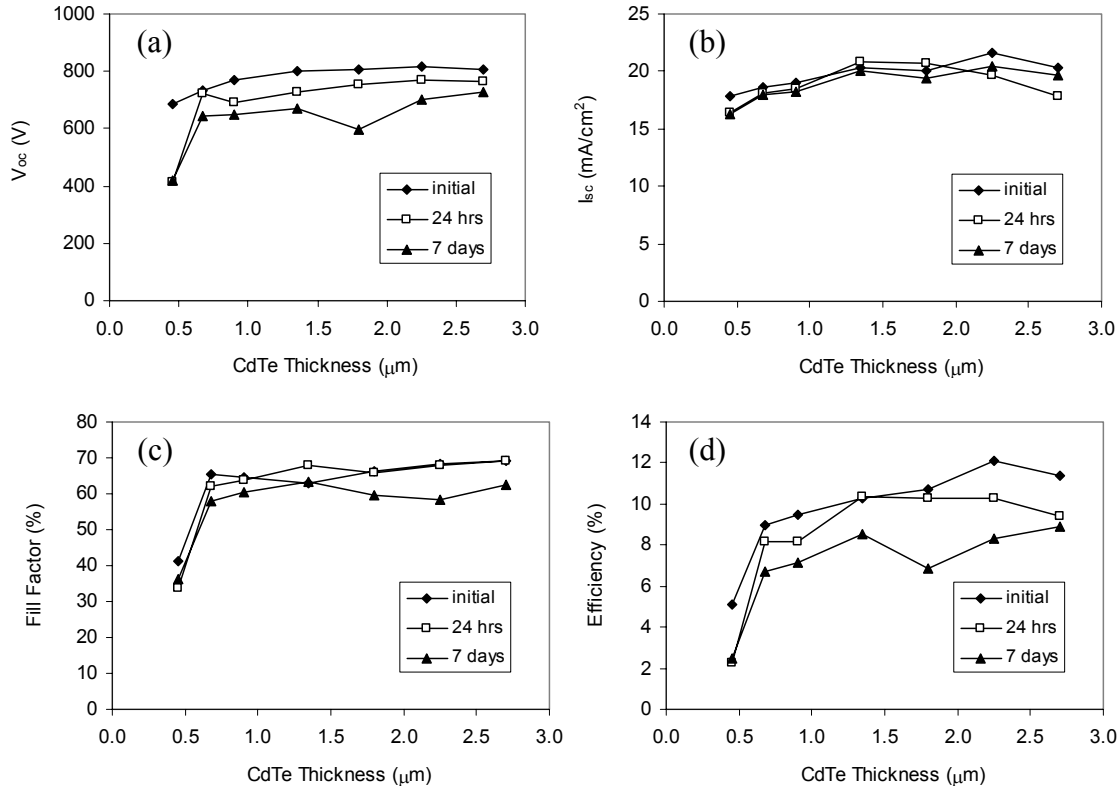 (a)
1000
800
600
400
200
0
Voc (V)
initial
24 hrs
7 days
0.0 0.5 1.0 1.5 2.0 2.5 3.0
CdTe Thickness (μm)
(b)
25
20
15
10
5
0
Isc (mA/cm²)
initial
24 hrs
7 days
0.0 0.5 1.0 1.5 2.0 2.5 3.0
CdTe Thickness (μm)
(c)
80
70
60
50
40
30
20
10
0
Fill Factor (%)
initial
24 hrs
7 days
0.0 0.5 1.0 1.5 2.0 2.5 3.0
CdTe Thickness (μm)
(d)
14
12
10
8
6
4
2
0
Efficiency (%)
initial
24 hrs
7 days
0.0 0.5 1.0 1.5 2.0 2.5 3.0
CdTe Thickness (μm)